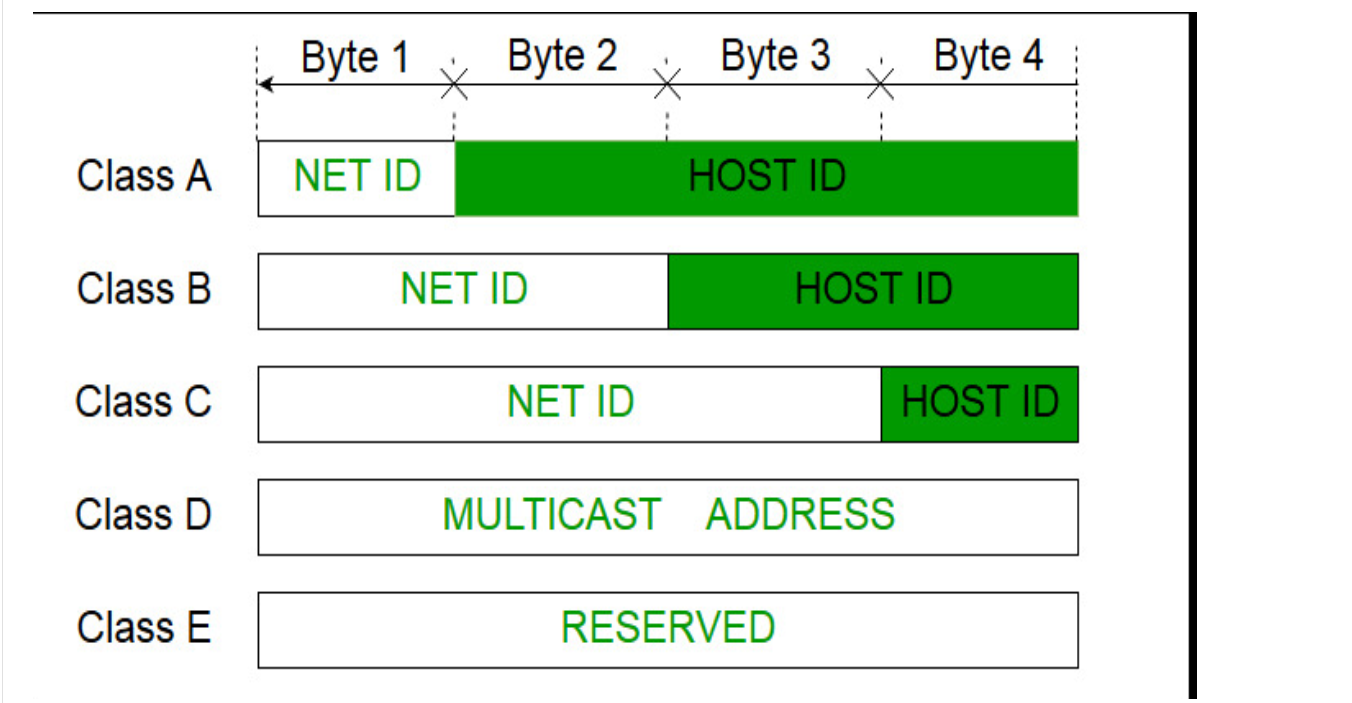 Byte 1 Byte 2 Byte 3 Byte 4
Class A NET ID HOST ID
Class B NET ID HOST ID
Class C NET ID HOST ID
Class D MULTICAST ADDRESS
Class E RESERVED